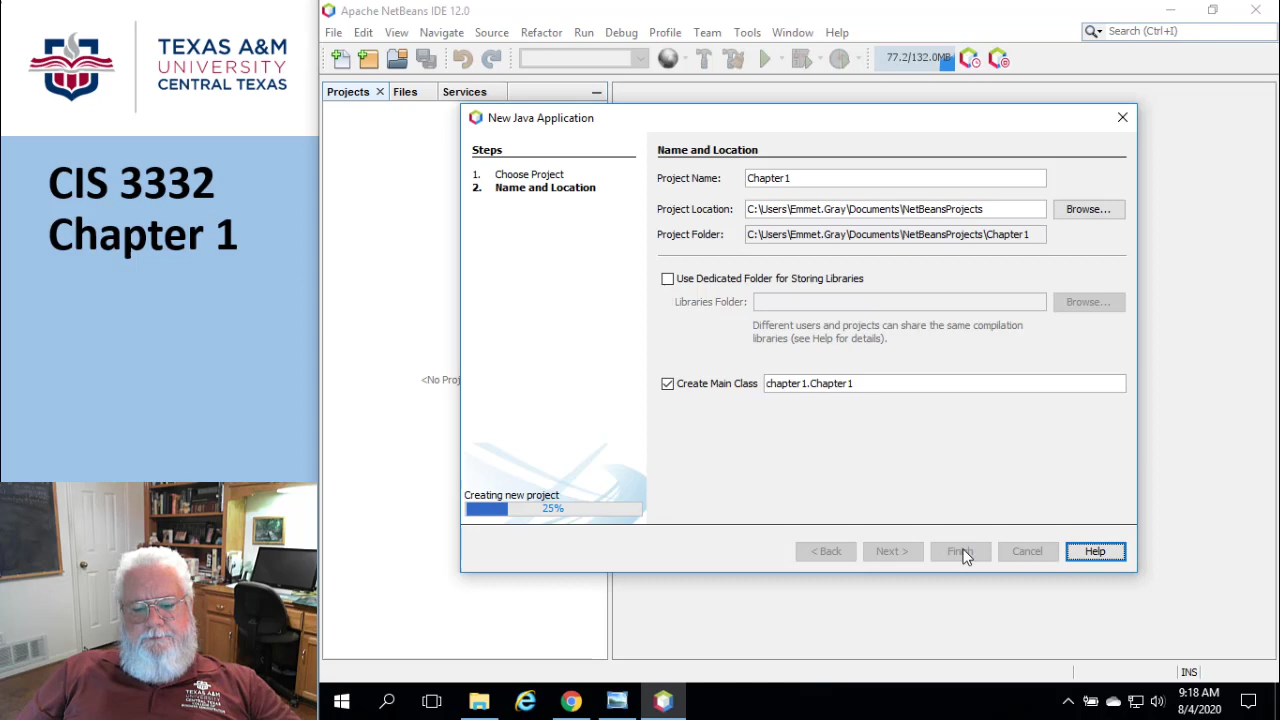 TEXAS A&M
UNIVERSITY
CENTRAL TEXAS
CIS 3332
Chapter 1
Apache NetBeans IDE 12.0
File Edit View Navigate Source Refactor Run Debug Profile Team Tools Window Help
Search (Ctrl+I)
77.2/132.0MB
Projects Files Services
<No Proj
New Java Application
Steps
1. Choose Project
2. Name and Location
Name and Location
Project Name: Chapter1
Project Location: C:\Users\Emmet.Gray\Documents\NetBeansProjects Browse...
Project Folder: C:\Users\Emmet.Gray\Documents\NetBeansProjects\Chapter1
Use Dedicated Folder for Storing Libraries
Libraries Folder: Browse...
Different users and projects can share the same compilation
libraries (see Help for details).
Create Main Class chapter1.Chapter1
Creating new project
25%
< Back Next > Finish Cancel Help
INS
9:18 AM
8/4/2020
TEXAS A&M